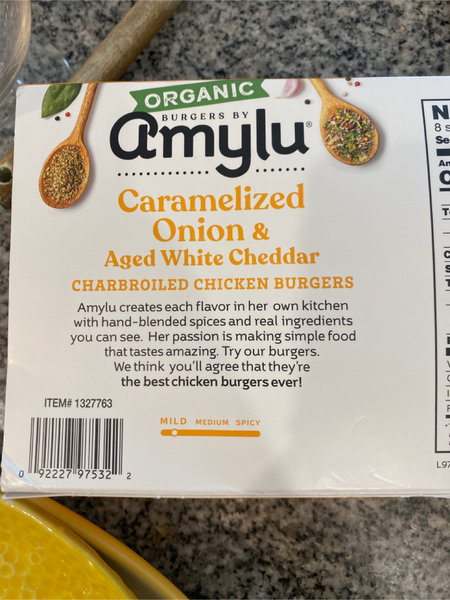 ORGANIC
BURGERS BY
amylu®
Caramelized
Onion &
Aged White Cheddar
CHARBROILED CHICKEN BURGERS
Amylu creates each flavor in her own kitchen
with hand-blended spices and real ingredients
you can see. Her passion is making simple food
that tastes amazing. Try our burgers.
We think you'll agree that they're
the best chicken burgers ever!
ITEM# 1327763
MILD MEDIUM SPICY
0 92227 97532 2
8 s
Se
L97